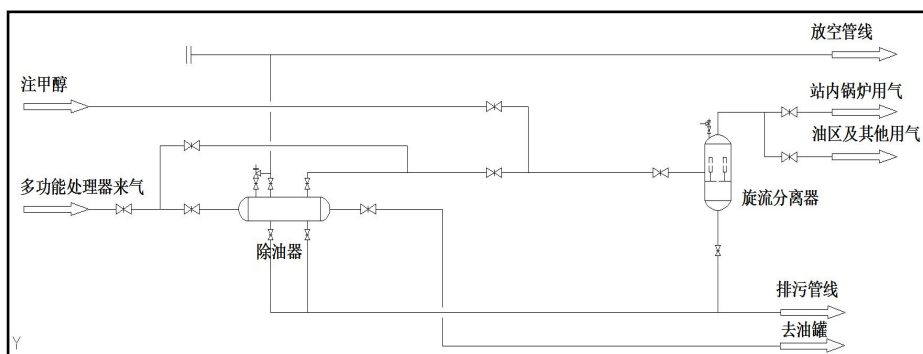 放空管线
注甲醇
站内锅炉用气
油区及其他用气
多功能处理器来气
旋流分离器
除油器
排污管线
去油罐
Y